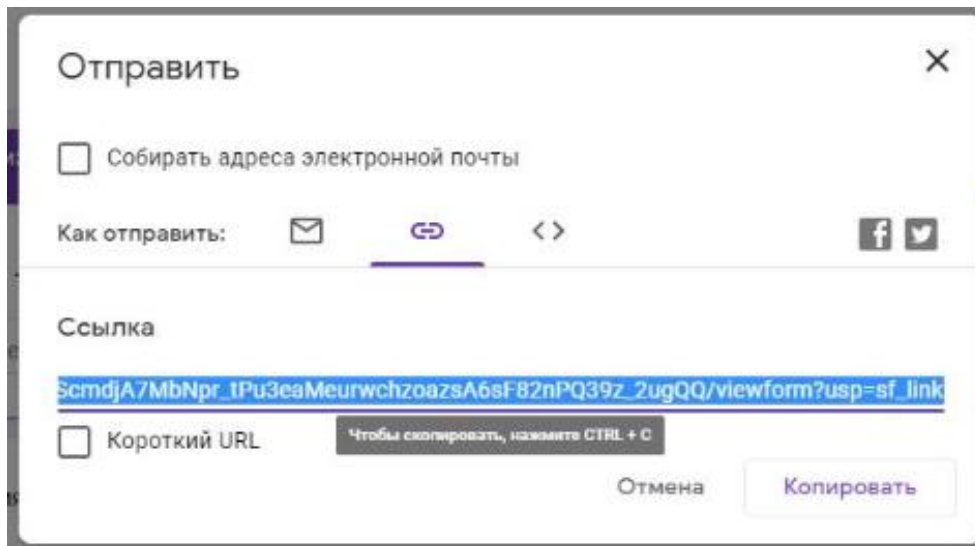 Отправить
Собирать адреса электронной почты
Как отправить:
Ссылка
ScmdjA7MbNpr_tPu3eaMeurwchzoazsA6sF82nPQ39z_2ugQQ/viewform?usp=sf_link
Короткий URL
Чтобы скопировать, нажмите CTRL + C
Отмена
Копировать